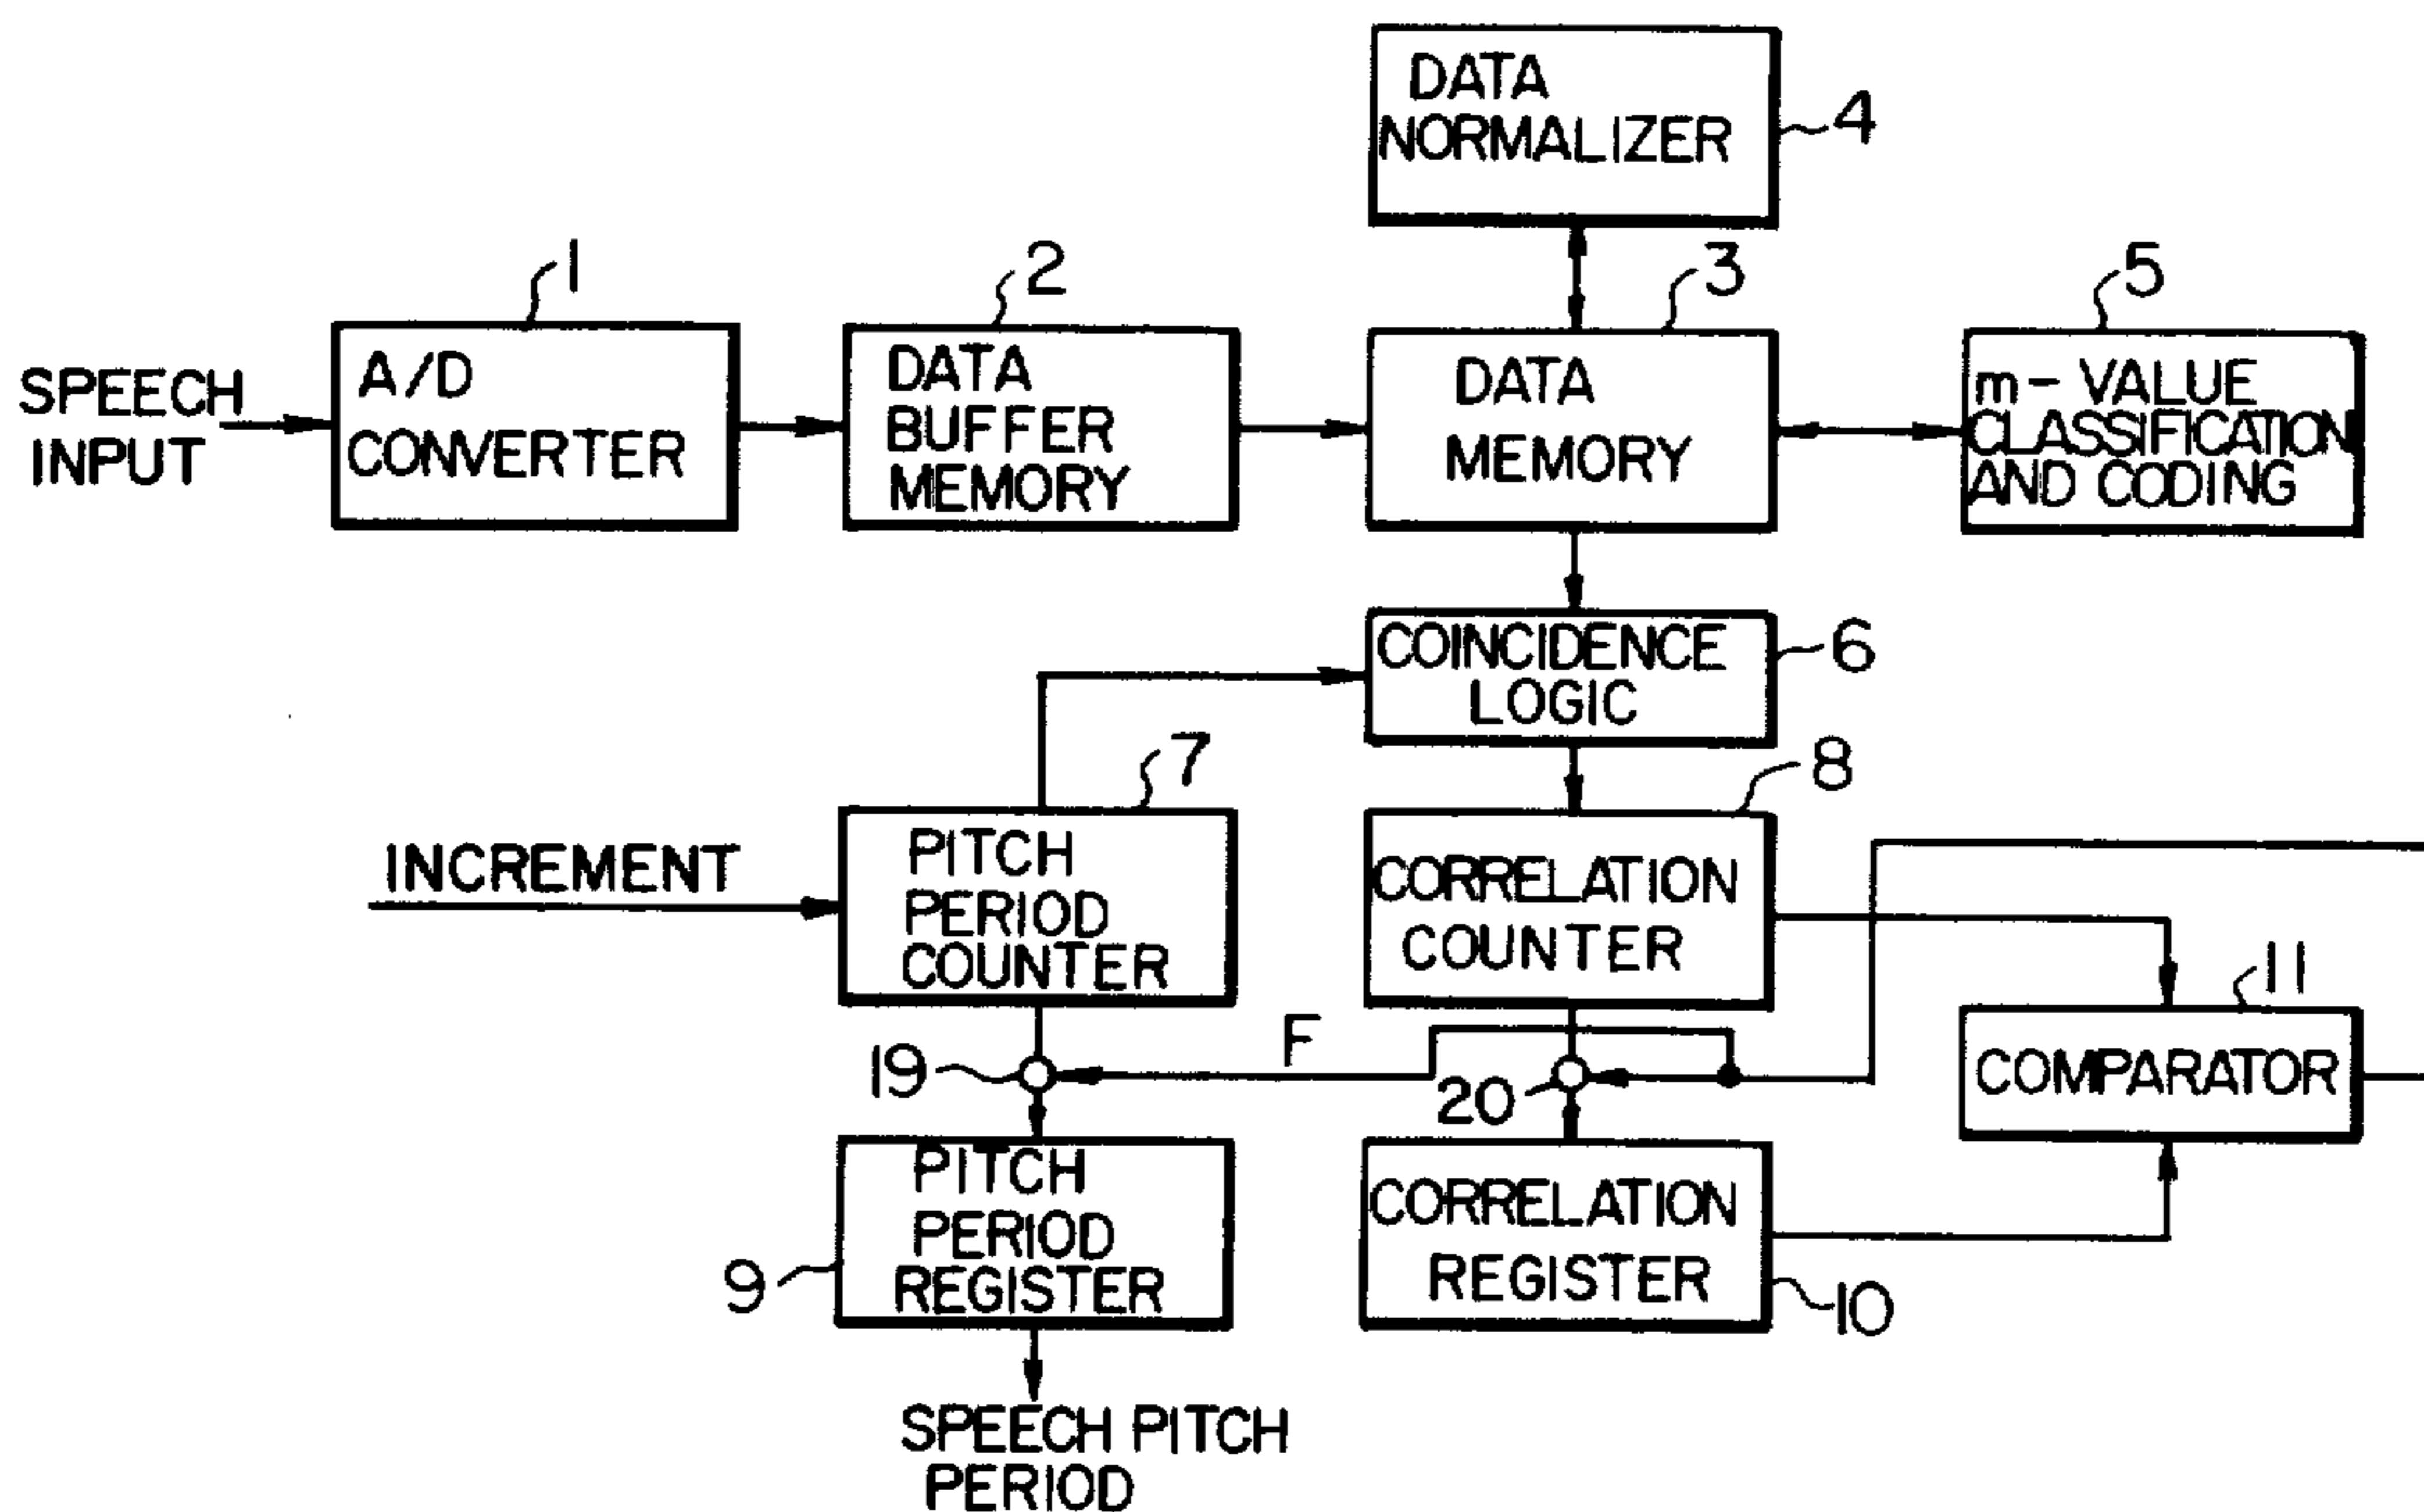 DATA
NORMALIZER
4
1
2
3
5
SPEECH
INPUT
A/D
CONVERTER
DATA
BUFFER
MEMORY
DATA
MEMORY
m- VALUE
CLASSIFICATION
AND CODING
COINCIDENCE
LOGIC
6
7
8
INCREMENT
PITCH
PERIOD
COUNTER
CORRELATION
COUNTER
11
F
19
20
COMPARATOR
PITCH
PERIOD
REGISTER
9
CORRELATION
REGISTER
10
SPEECH PITCH
PERIOD